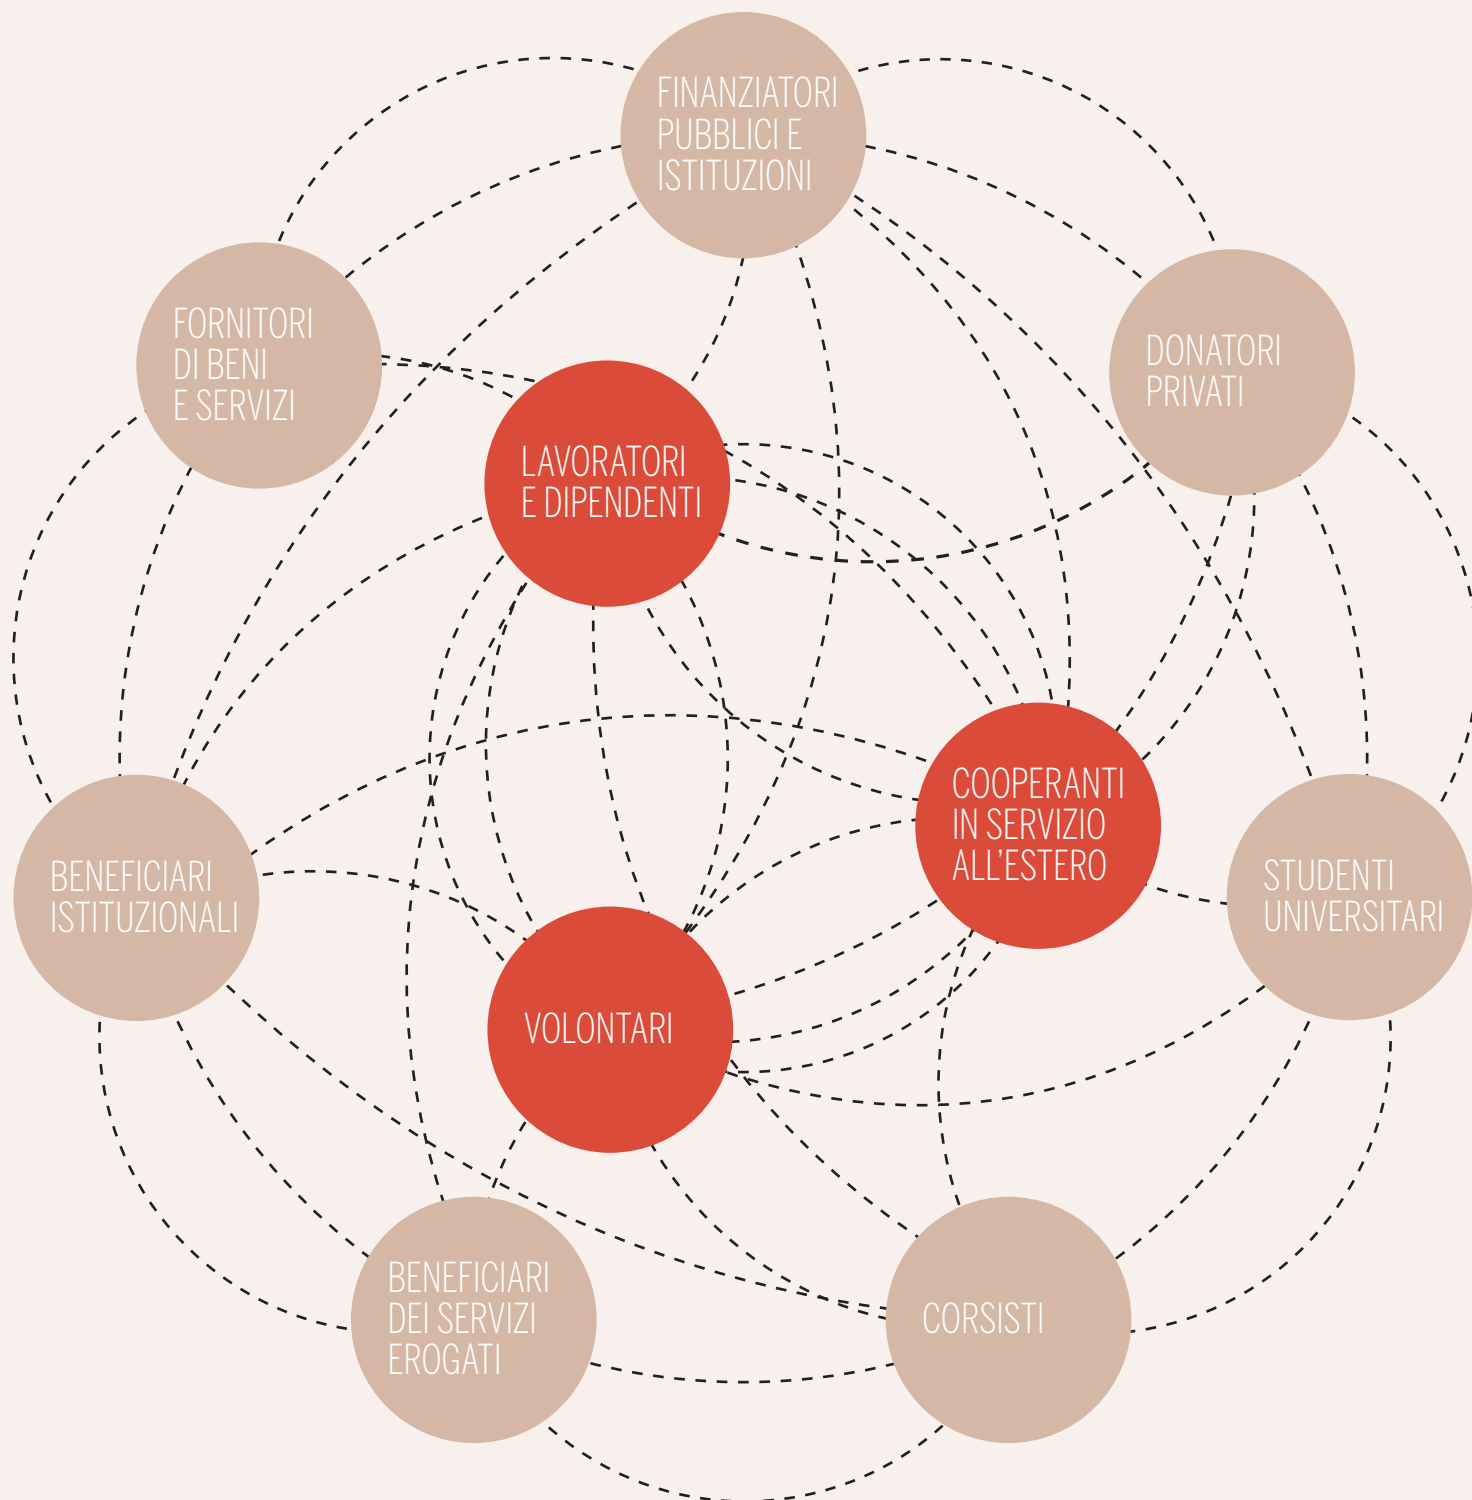 FINANZIATORI
PUBBLICI E
ISTITUZIONI
FORNITORI
DI BENI
E SERVIZI
DONATORI
PRIVATI
LAVORATORI
E DIPENDENTI
COOPERANTI
IN SERVIZIO
ALL'ESTERO
BENEFICIARI
ISTITUZIONALI
STUDENTI
UNIVERSITARI
VOLONTARI
BENEFICIARI
DEI SERVIZI
EROGATI
CORSISTI